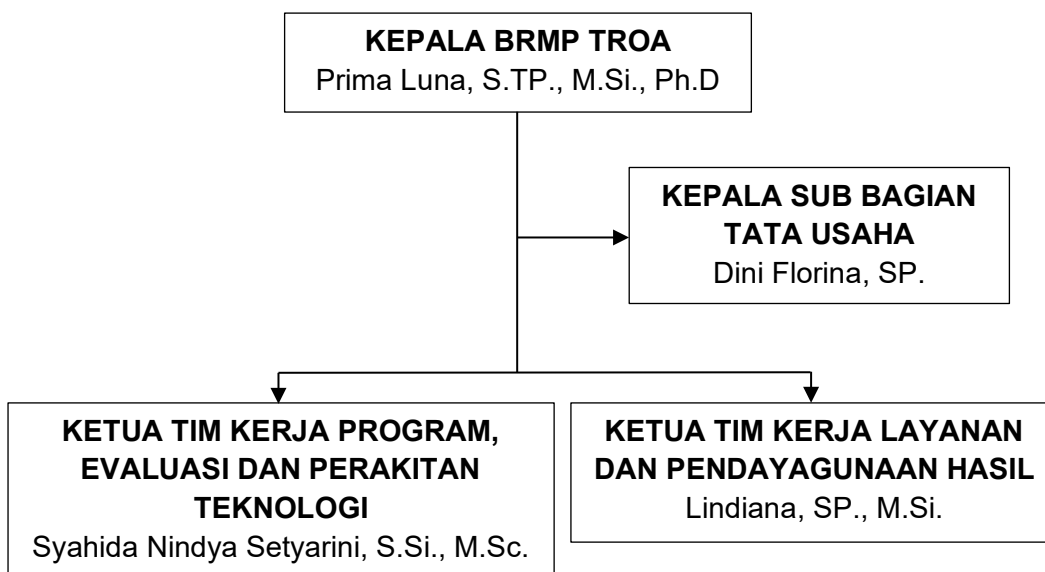 KEPALA BRMP TROA
Prima Luna, S.TP., M.Si., Ph.D
KEPALA SUB BAGIAN
TATA USAHA
Dini Florina, SP.
KETUA TIM KERJA PROGRAM,
EVALUASI DAN PERAKITAN
TEKNOLOGI
Syahida Nindya Setyarini, S.Si., M.Sc.
KETUA TIM KERJA LAYANAN
DAN PENDAYAGUNAAN HASIL
Lindiana, SP., M.Si.